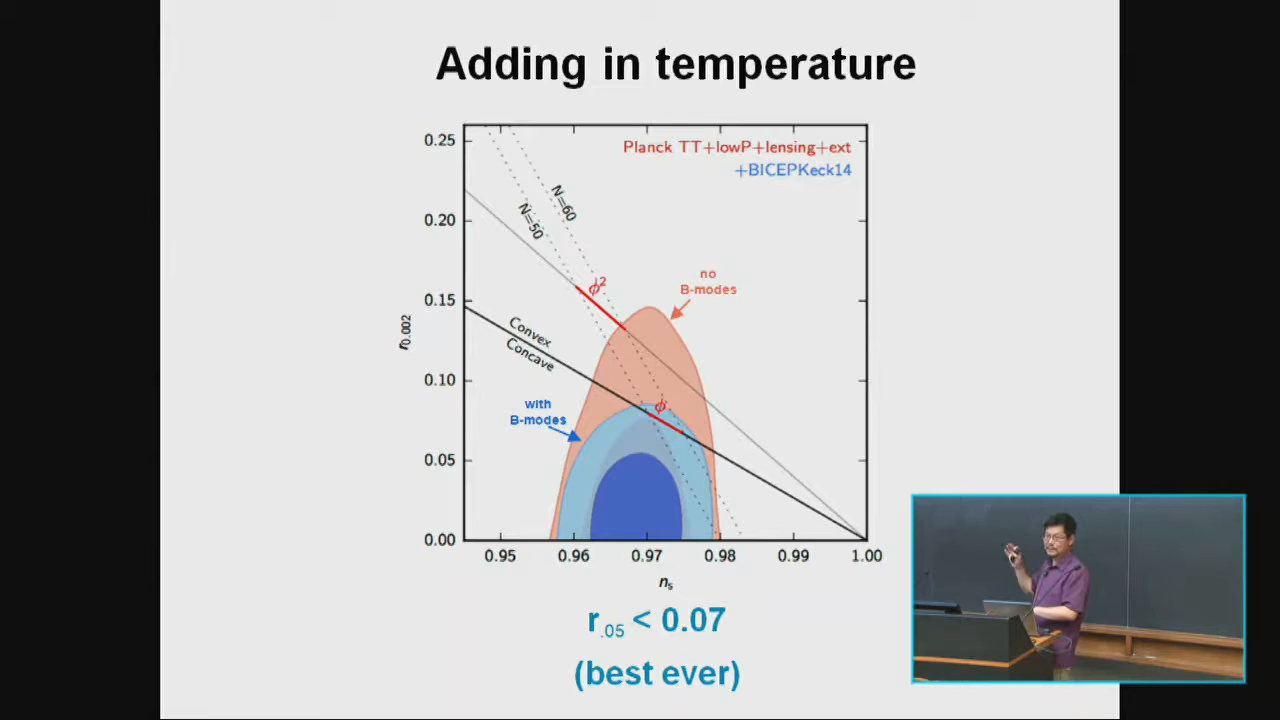 Adding in temperature
Planck TT+lowP+lensing+ext
+BICEPKeck14
0.25
0.20
0.15
0.10
0.05
0.00
r0.002
N=60
N=50
ϕ2
no
B-modes
Convex
Concave
ϕ
with
B-modes
0.95 0.96 0.97 0.98 0.99 1.00
ns
r.05 < 0.07
(best ever)